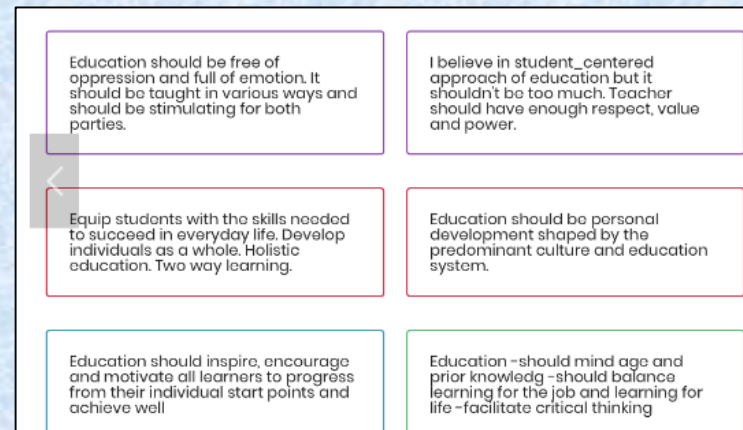 Education should be free of
oppression and full of emotion. It
should be taught in various ways and
should be stimulating for both
parties.
I believe in student_centered
approach of education but it
shouldn't be too much. Teacher
should have enough respect, value
and power.
Equip students with the skills needed
to succeed in everyday life. Develop
individuals as a whole. Holistic
education. Two way learning.
Education should be personal
development shaped by the
predominant culture and education
system.
Education should inspire, encourage
and motivate all learners to progress
from their individual start points and
achieve well
Education -should mind age and
prior knowledg -should balance
learning for the job and learning for
life -facilitate critical thinking